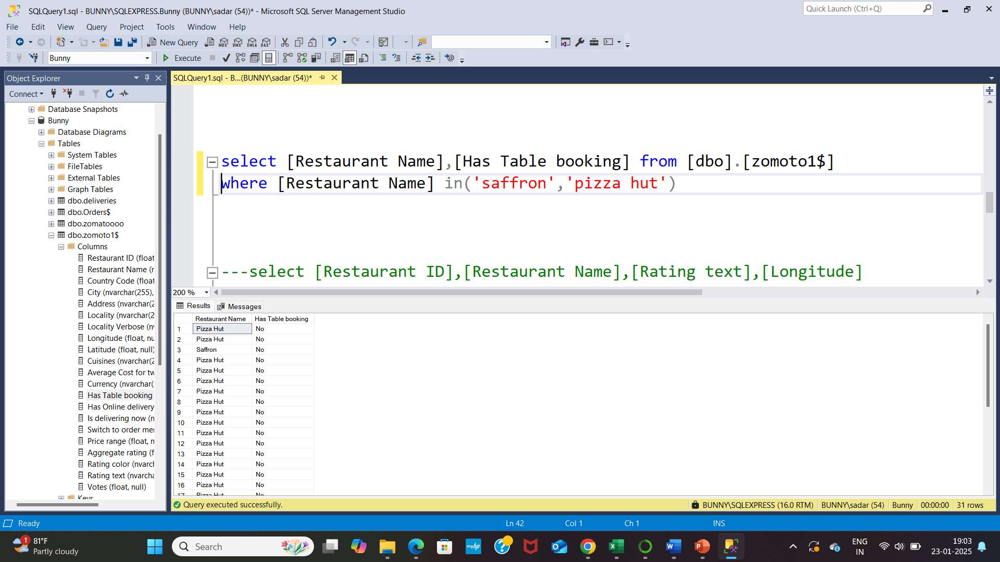 SQLQuery1.sql - BUNNY\SQLEXPRESS.Bunny (BUNNY\sadar (54))* - Microsoft SQL Server Management Studio
Quick Launch (Ctrl+Q)
File Edit View Query Project Tools Window Help
New Query MDX DMX XMLA DAX
Bunny Execute
Object Explorer
SQLQuery1.sql - B...(BUNNY\sadar (54))*
Connect
Database Snapshots
Bunny
Database Diagrams
Tables
System Tables
FileTables
External Tables
Graph Tables
dbo.deliveries
dbo.Orders$
dbo.zomatoooo
dbo.zomoto1$
Columns
Restaurant ID (float
Restaurant Name (n
Country Code (float
City (nvarchar(255),
Address (nvarchar(2
Locality (nvarchar(2
Locality Verbose (nv
Longitude (float, nu
Latitude (float, null)
Cuisines (nvarchar(2
Average Cost for tw
Currency (nvarchar(
Has Table booking
Has Online delivery
Is delivering now (n
Switch to order mer
Price range (float, n
Aggregate rating (f
Rating color (nvarch
Rating text (nvarcha
Votes (float, null)
Keys
select [Restaurant Name],[Has Table booking] from [dbo].[zomoto1$]
where [Restaurant Name] in('saffron','pizza hut')
---select [Restaurant ID],[Restaurant Name],[Rating text],[Longitude]
200 %
Results Messages
Restaurant Name Has Table booking
1 Pizza Hut No
2 Pizza Hut No
3 Saffron No
4 Pizza Hut No
5 Pizza Hut No
6 Pizza Hut No
7 Pizza Hut No
8 Pizza Hut No
9 Pizza Hut No
10 Pizza Hut No
11 Pizza Hut No
12 Pizza Hut No
13 Pizza Hut No
14 Pizza Hut No
15 Pizza Hut No
16 Pizza Hut No
17 Pizza Hut No
Query executed successfully. BUNNY\SQLEXPRESS (16.0 RTM) BUNNY\sadar (54) Bunny 00:00:00 31 rows
Ready Ln 42 Col 1 Ch 1 INS
1
81°F
Partly cloudy
Search
myhp
ENG
IN
19:03
23-01-2025